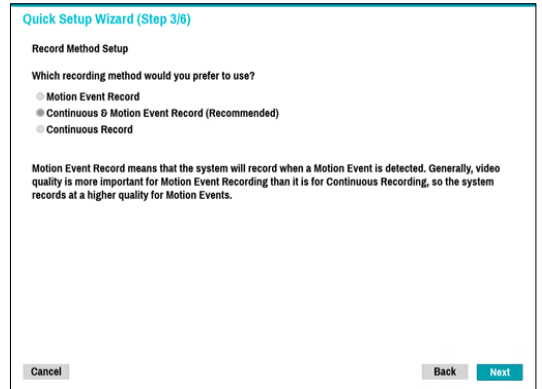 Quick Setup Wizard (Step 3/6)
Record Method Setup
Which recording method would you prefer to use?
Motion Event Record
Continuous & Motion Event Record (Recommended)
Continuous Record
Motion Event Record means that the system will record when a Motion Event is detected. Generally, video
quality is more important for Motion Event Recording than it is for Continuous Recording, so the system
records at a higher quality for Motion Events.
Cancel
Back
Next